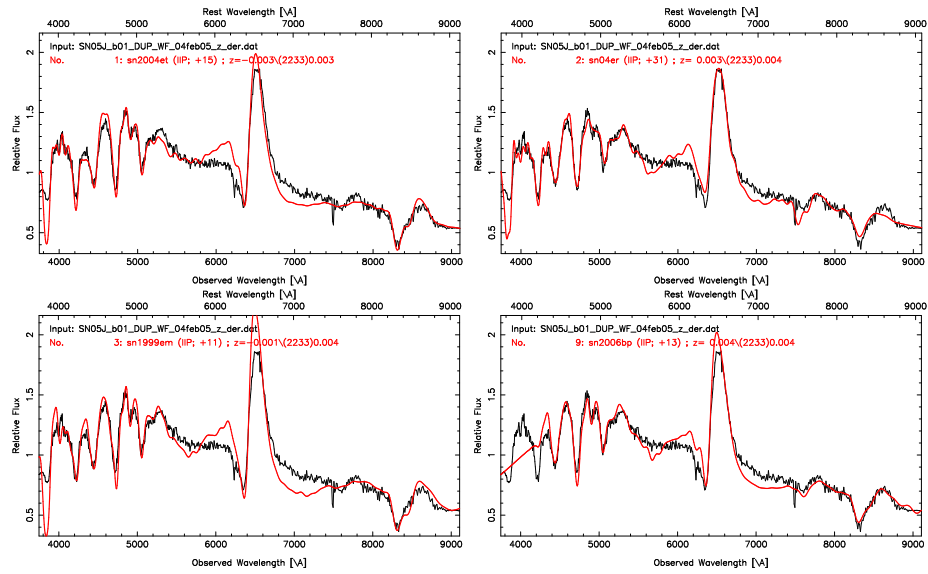 Rest Wavelength [\A]
4000 5000 6000 7000 8000 9000
Input: SN05J_b01_DUP_WF_04feb05_z_der.dat
No. 1: sn2004et (IIP; +15) ; z=-0.003\(2233)0.003
Relative Flux
0.5 1 1.5 2
4000 5000 6000 7000 8000 9000
Observed Wavelength [\A]
Rest Wavelength [\A]
4000 5000 6000 7000 8000 9000
Input: SN05J_b01_DUP_WF_04feb05_z_der.dat
No. 2: sn04er (IIP; +31) ; z= 0.003\(2233)0.004
Relative Flux
0.5 1 1.5 2
4000 5000 6000 7000 8000 9000
Observed Wavelength [\A]
Rest Wavelength [\A]
4000 5000 6000 7000 8000 9000
Input: SN05J_b01_DUP_WF_04feb05_z_der.dat
No. 3: sn1999em (IIP; +11) ; z=-0.001\(2233)0.004
Relative Flux
0.5 1 1.5 2
4000 5000 6000 7000 8000 9000
Observed Wavelength [\A]
Rest Wavelength [\A]
4000 5000 6000 7000 8000 9000
Input: SN05J_b01_DUP_WF_04feb05_z_der.dat
No. 9: sn2006bp (IIP; +13) ; z= 0.004\(2233)0.004
Relative Flux
0.5 1 1.5 2
4000 5000 6000 7000 8000 9000
Observed Wavelength [\A]